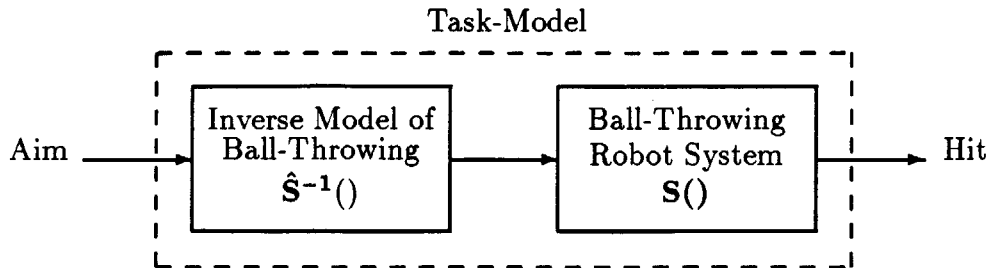 Task-Model
Aim
Inverse Model of
Ball-Throwing
Ŝ⁻¹()
Ball-Throwing
Robot System
S()
Hit